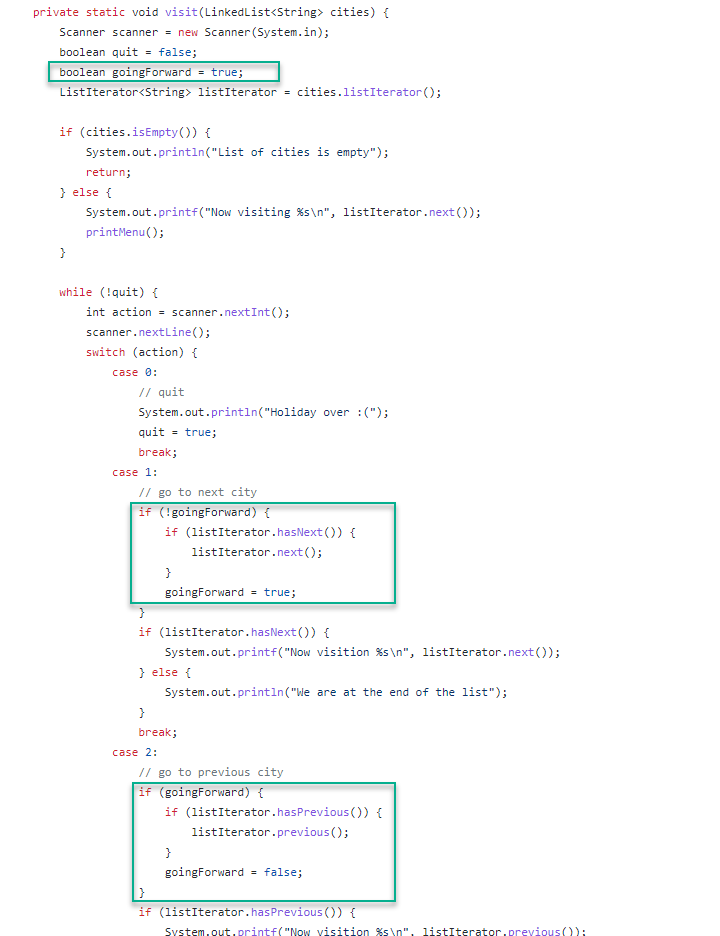 private static void visit(LinkedList<String> cities) {
Scanner scanner = new Scanner(System.in);
boolean quit = false;
boolean goingForward = true;
ListIterator<String> listIterator = cities.listIterator();
if (cities.isEmpty()) {
System.out.println("List of cities is empty");
return;
} else {
System.out.printf("Now visiting %s\n", listIterator.next());
printMenu();
}
while (!quit) {
int action = scanner.nextInt();
scanner.nextLine();
switch (action) {
case 0:
// quit
System.out.println("Holiday over :(");
quit = true;
break;
case 1:
// go to next city
if (!goingForward) {
if (listIterator.hasNext()) {
listIterator.next();
}
goingForward = true;
}
if (listIterator.hasNext()) {
System.out.printf("Now visition %s\n", listIterator.next());
} else {
System.out.println("We are at the end of the list");
}
break;
case 2:
// go to previous city
if (goingForward) {
if (listIterator.hasPrevious()) {
listIterator.previous();
}
goingForward = false;
}
if (listIterator.hasPrevious()) {
System.out.printf("Now visition %s\n", listIterator.previous());